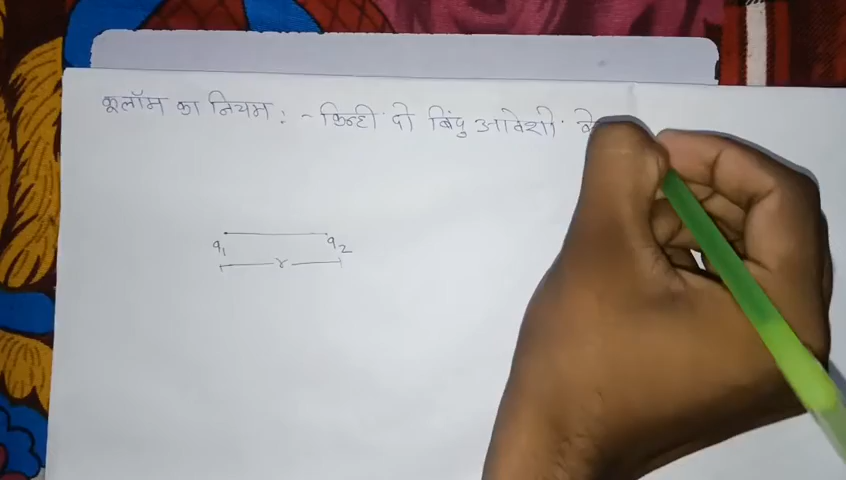 कूलॉम का नियम : - किन्ही दो बिंदु आवेशो
q1 q2
r